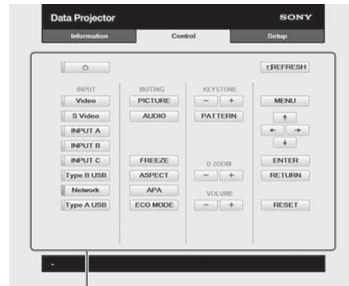 Data Projector SONY
Information Control Setup
REFRESH
INPUT MUTING KEYSTONE
Video PICTURE - + MENU
S Video AUDIO PATTERN
INPUT A
INPUT B
INPUT C FREEZE D ZOOM ENTER
Type B USB ASPECT - + RETURN
Network APA VOLUME
Type A USB ECO MODE - + RESET